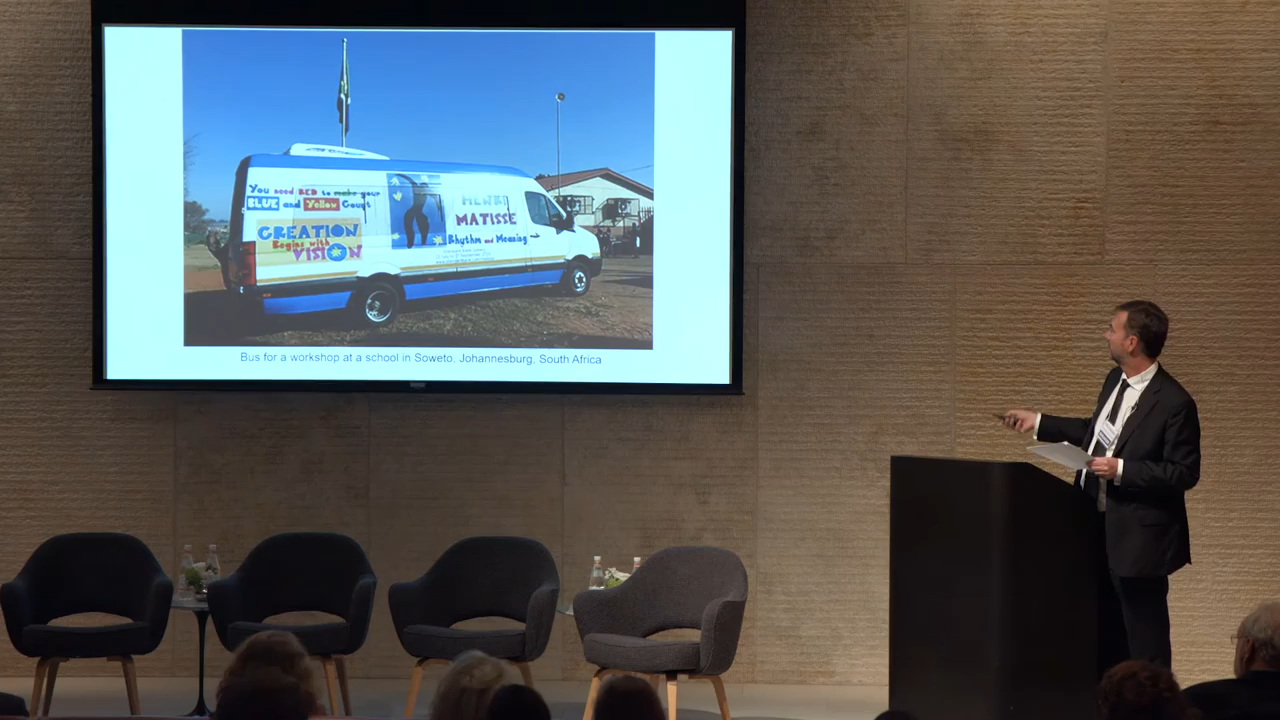 You need RED to make your
BLUE and Yellow Count
CREATION
Begins with
VISION
HENRI
MATISSE
Rhythm and Meaning
Bus for a workshop at a school in Soweto, Johannesburg, South Africa